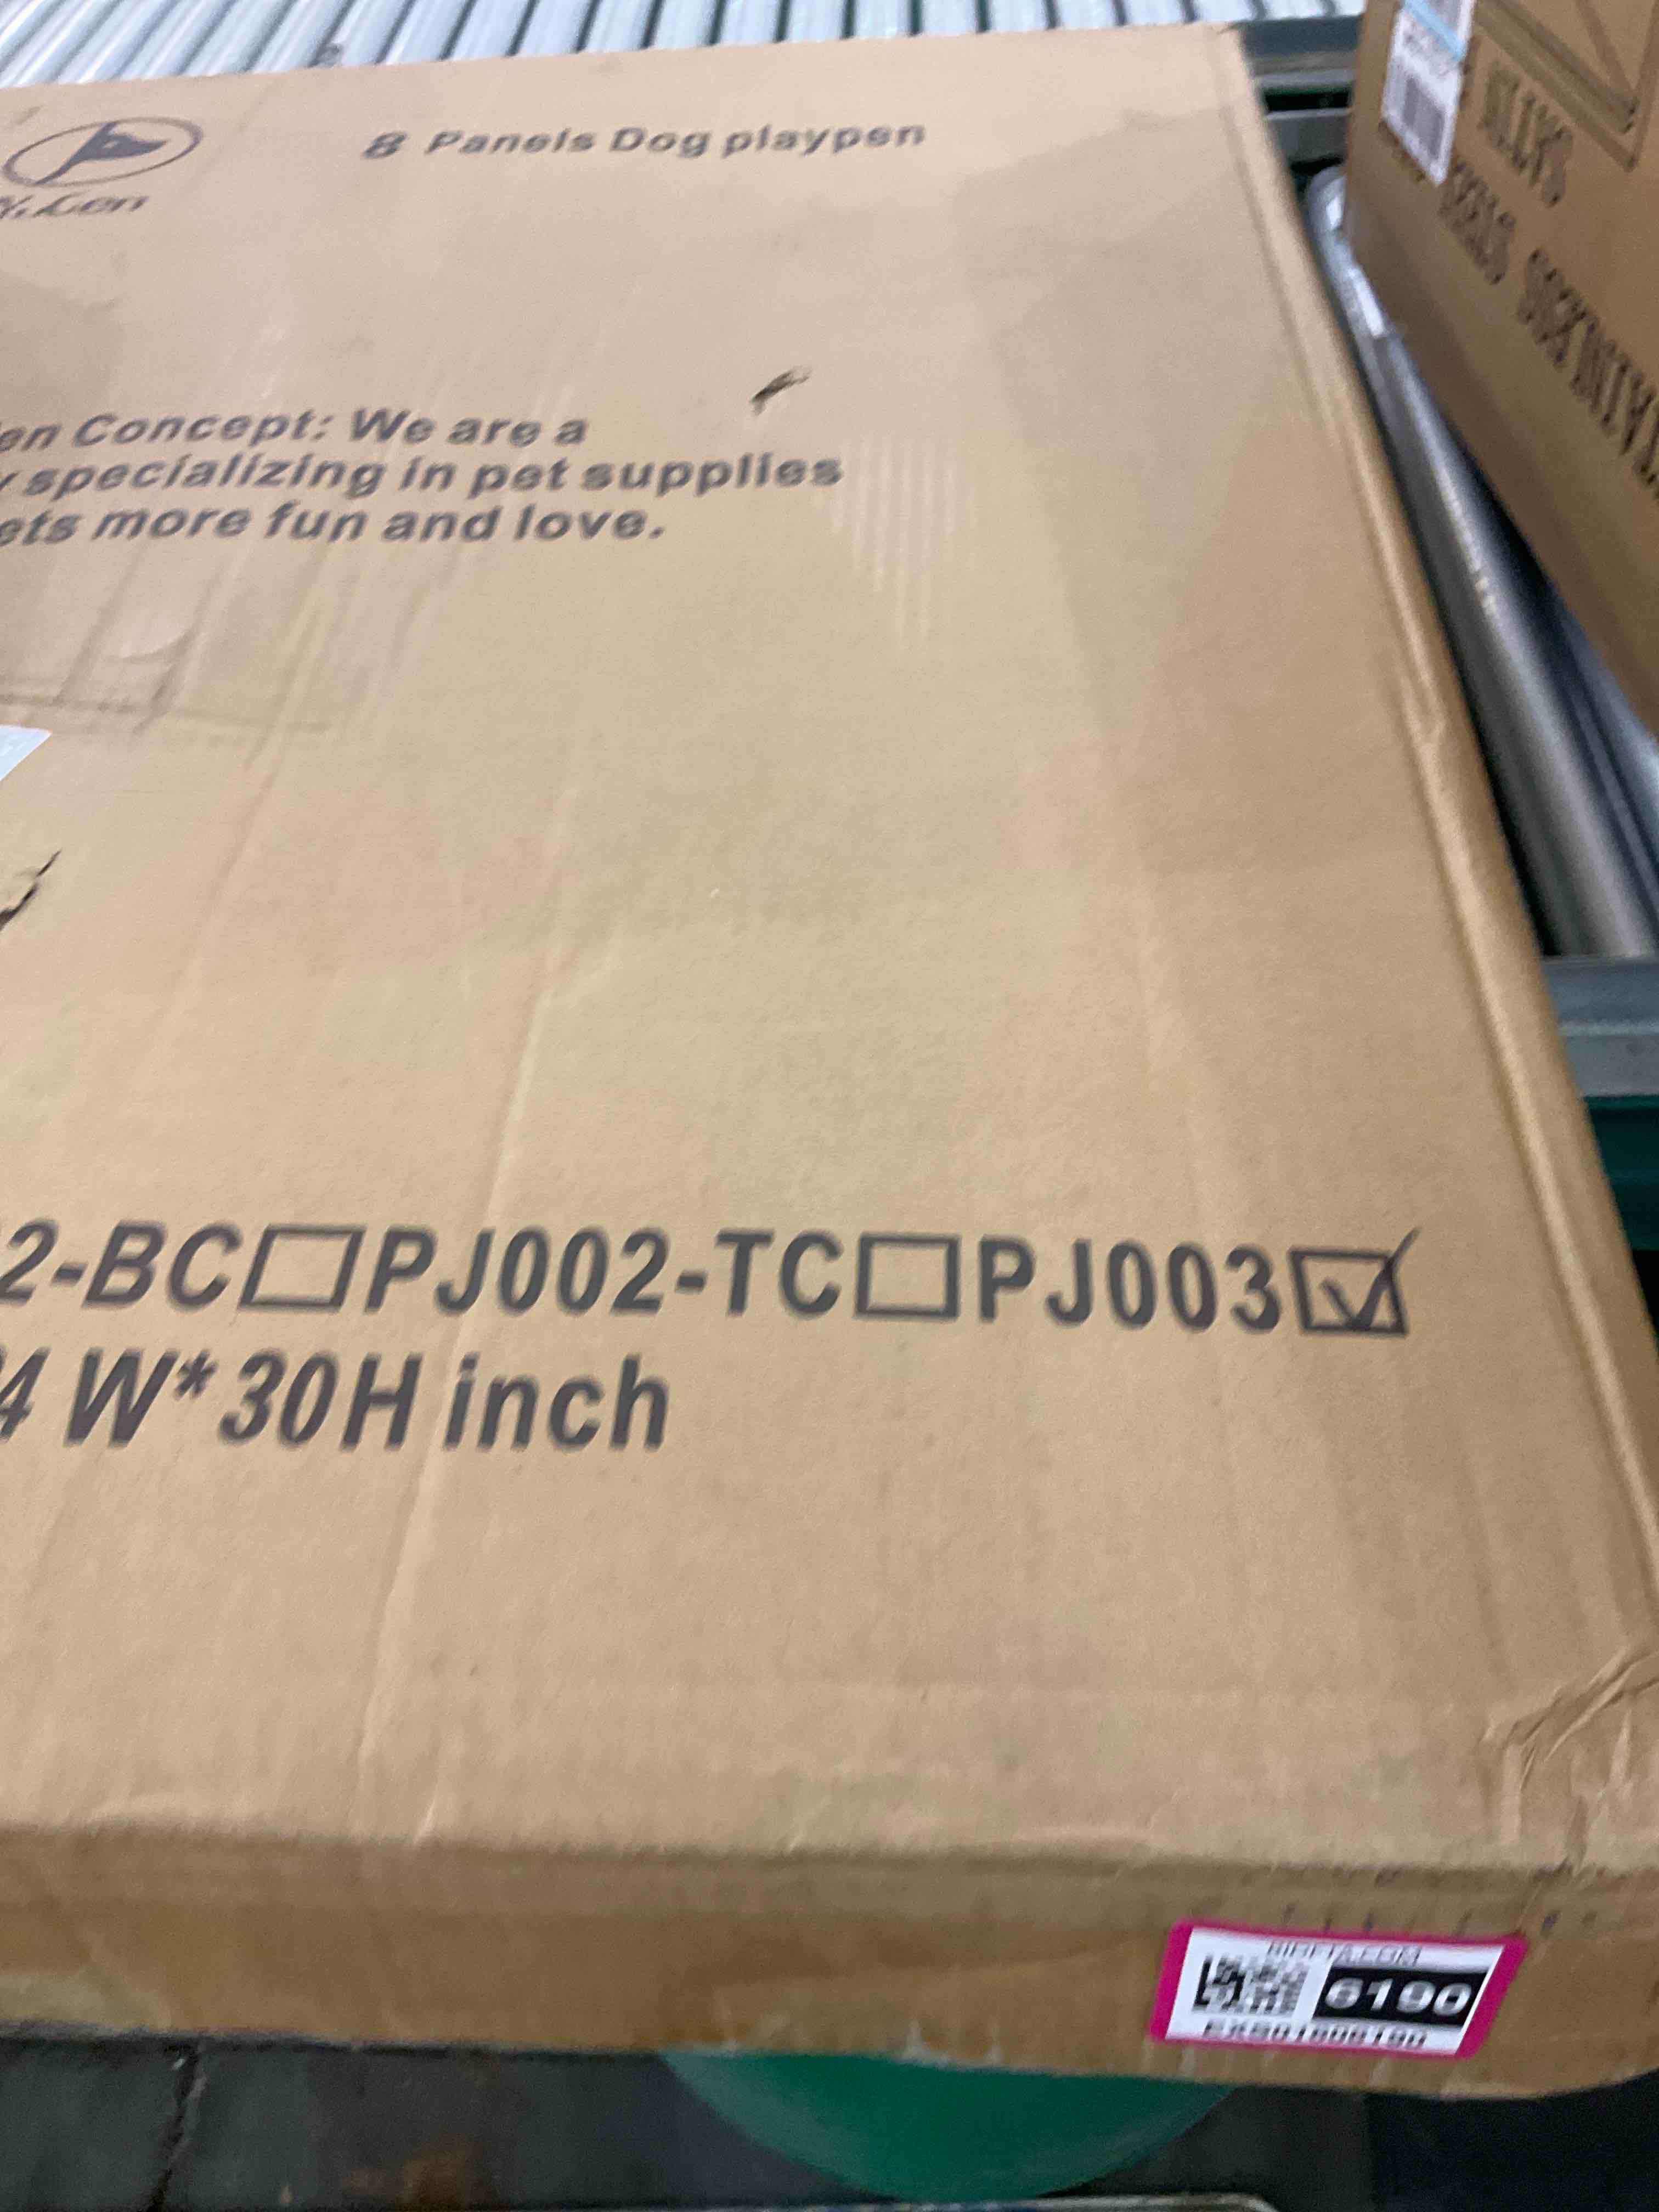 8 Panels Dog playpen
en Concept: We are a
specializing in pet supplies
ets more fun and love.
2-BC☐PJ002-TC☐PJ003☑
4 W*30H inch
6190